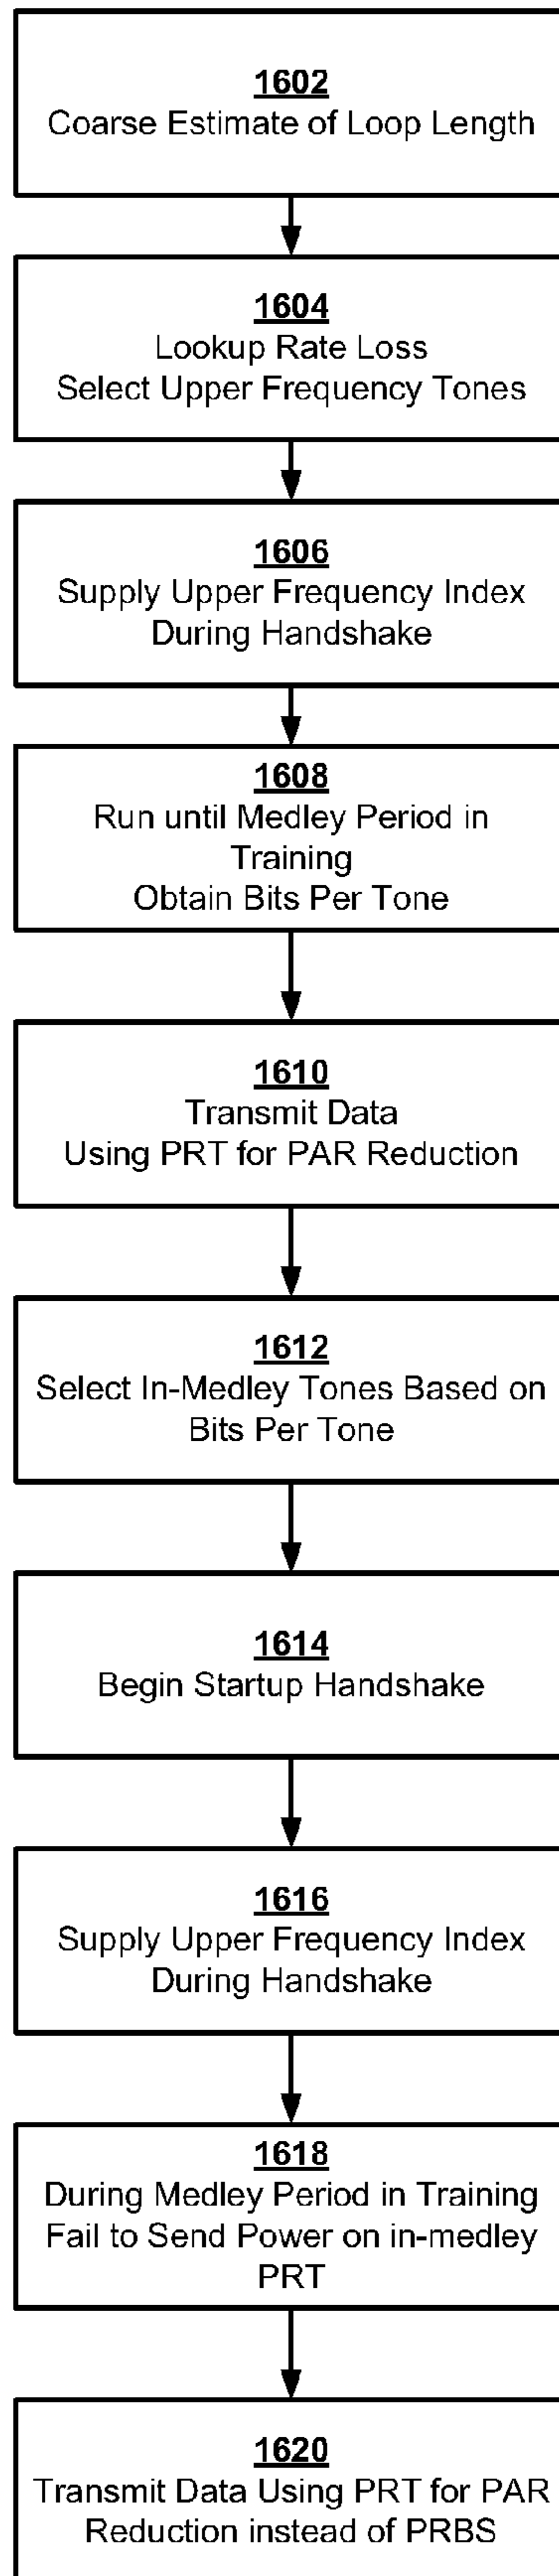 1602
Coarse Estimate of Loop Length
1604
Lookup Rate Loss
Select Upper Frequency Tones
1606
Supply Upper Frequency Index
During Handshake
1608
Run until Medley Period in
Training
Obtain Bits Per Tone
1610
Transmit Data
Using PRT for PAR Reduction
1612
Select In-Medley Tones Based on
Bits Per Tone
1614
Begin Startup Handshake
1616
Supply Upper Frequency Index
During Handshake
1618
During Medley Period in Training
Fail to Send Power on in-medley
PRT
1620
Transmit Data Using PRT for PAR
Reduction instead of PRBS